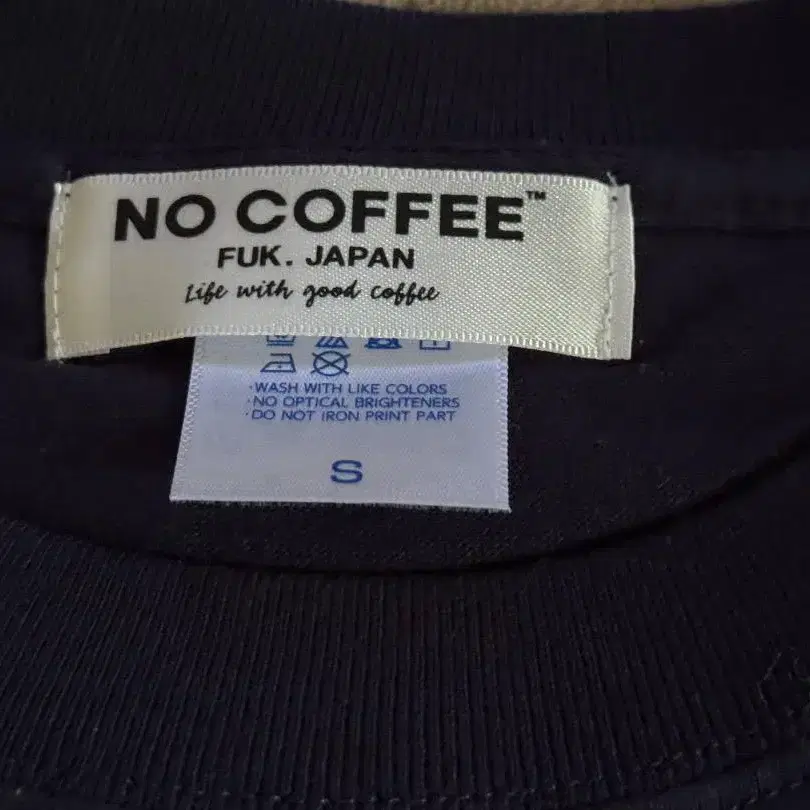 NO COFFEE™
FUK. JAPAN
Life with good coffee
·WASH WITH LIKE COLORS
·NO OPTICAL BRIGHTENERS
·DO NOT IRON PRINT PART
S